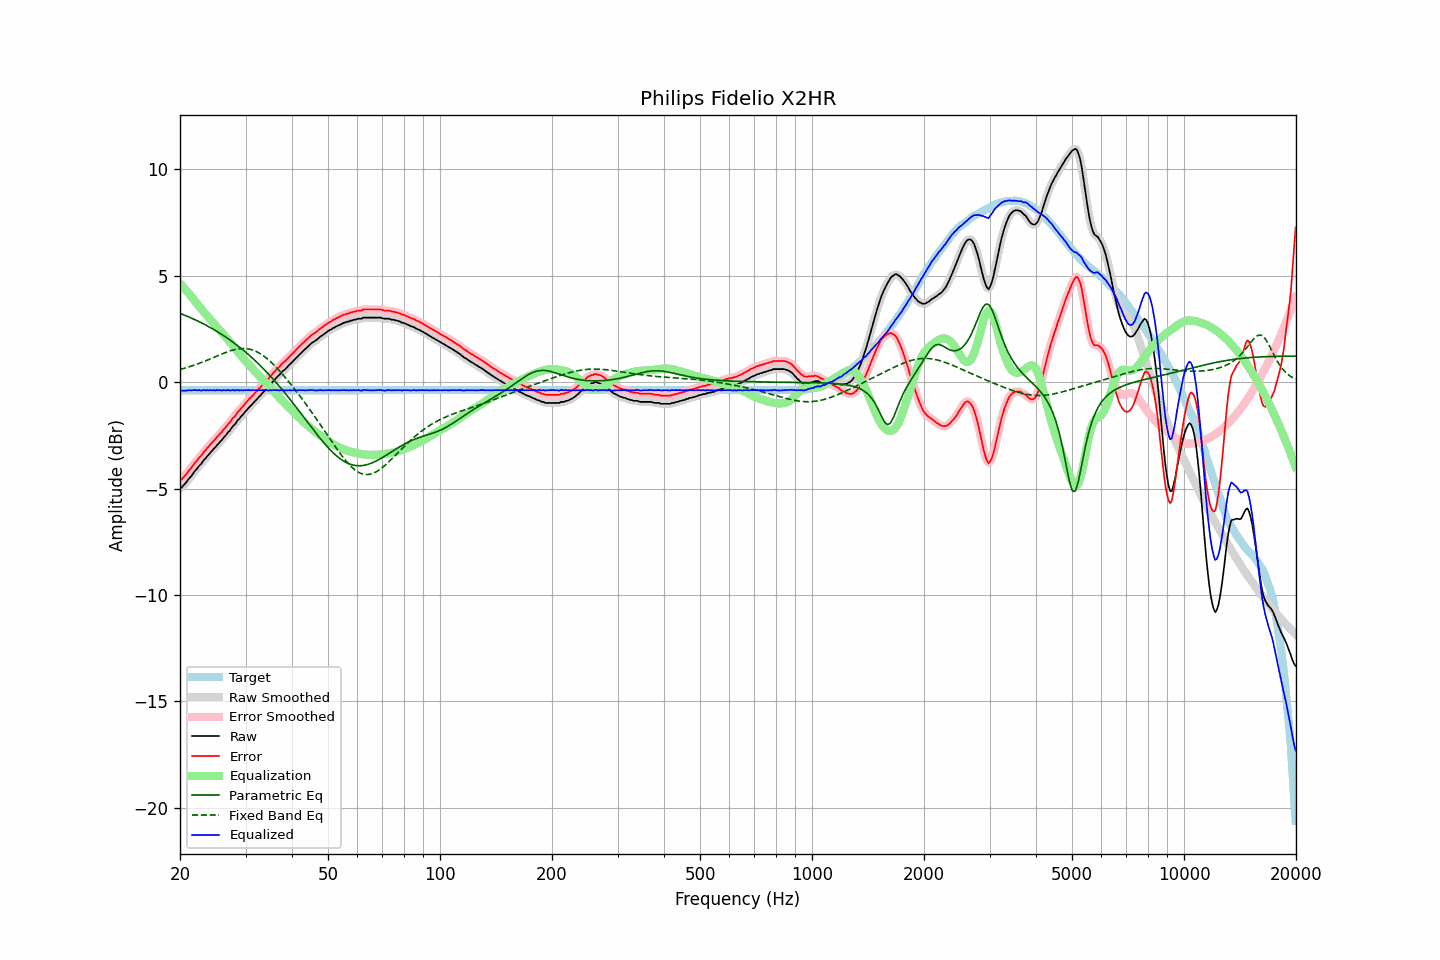 Philips Fidelio X2HR
Amplitude (dBr)
10
5
0
−5
−10
−15
−20
Target
Raw Smoothed
Error Smoothed
Raw
Error
Equalization
Parametric Eq
Fixed Band Eq
Equalized
20 50 100 200 500 1000 2000 5000 10000 20000
Frequency (Hz)